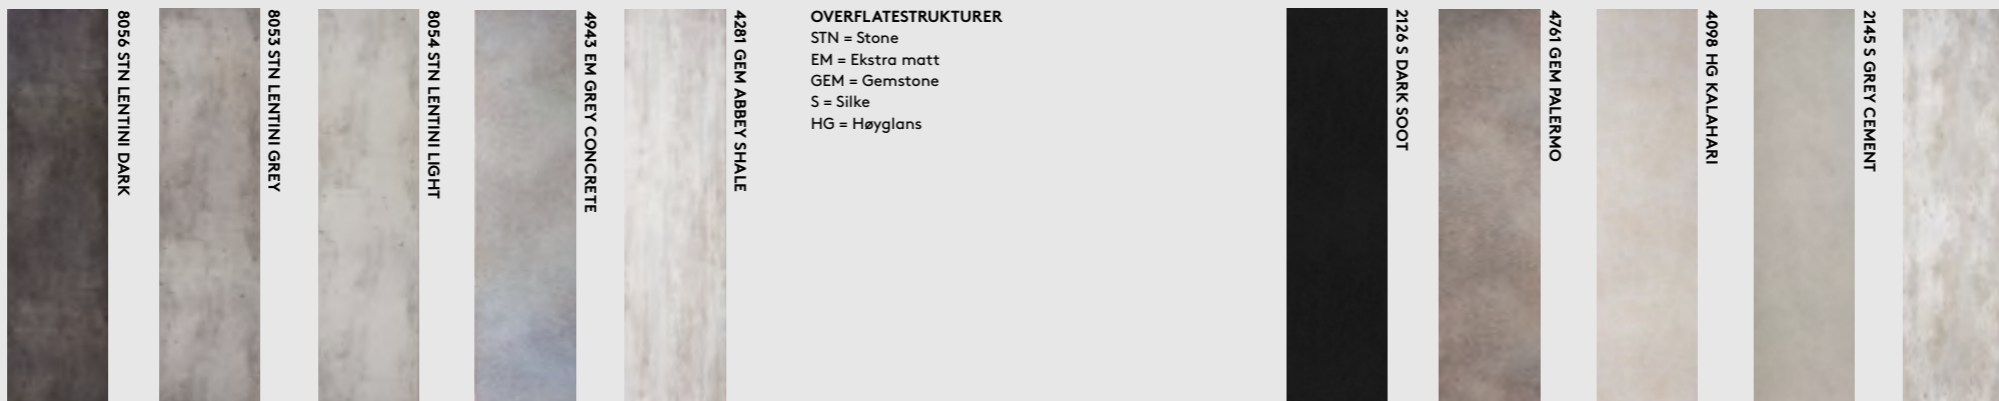 8056 STN LENTINI DARK
8053 STN LENTINI GREY
8054 STN LENTINI LIGHT
4943 EM GREY CONCRETE
4281 GEM ABBEY SHALE
OVERFLATESTRUKTURER
STN = Stone
EM = Ekstra matt
GEM = Gemstone
S = Silke
HG = Høyglans
2126 S DARK SOOT
4761 GEM PALERMO
4098 HG KALAHARI
2145 S GREY CEMENT